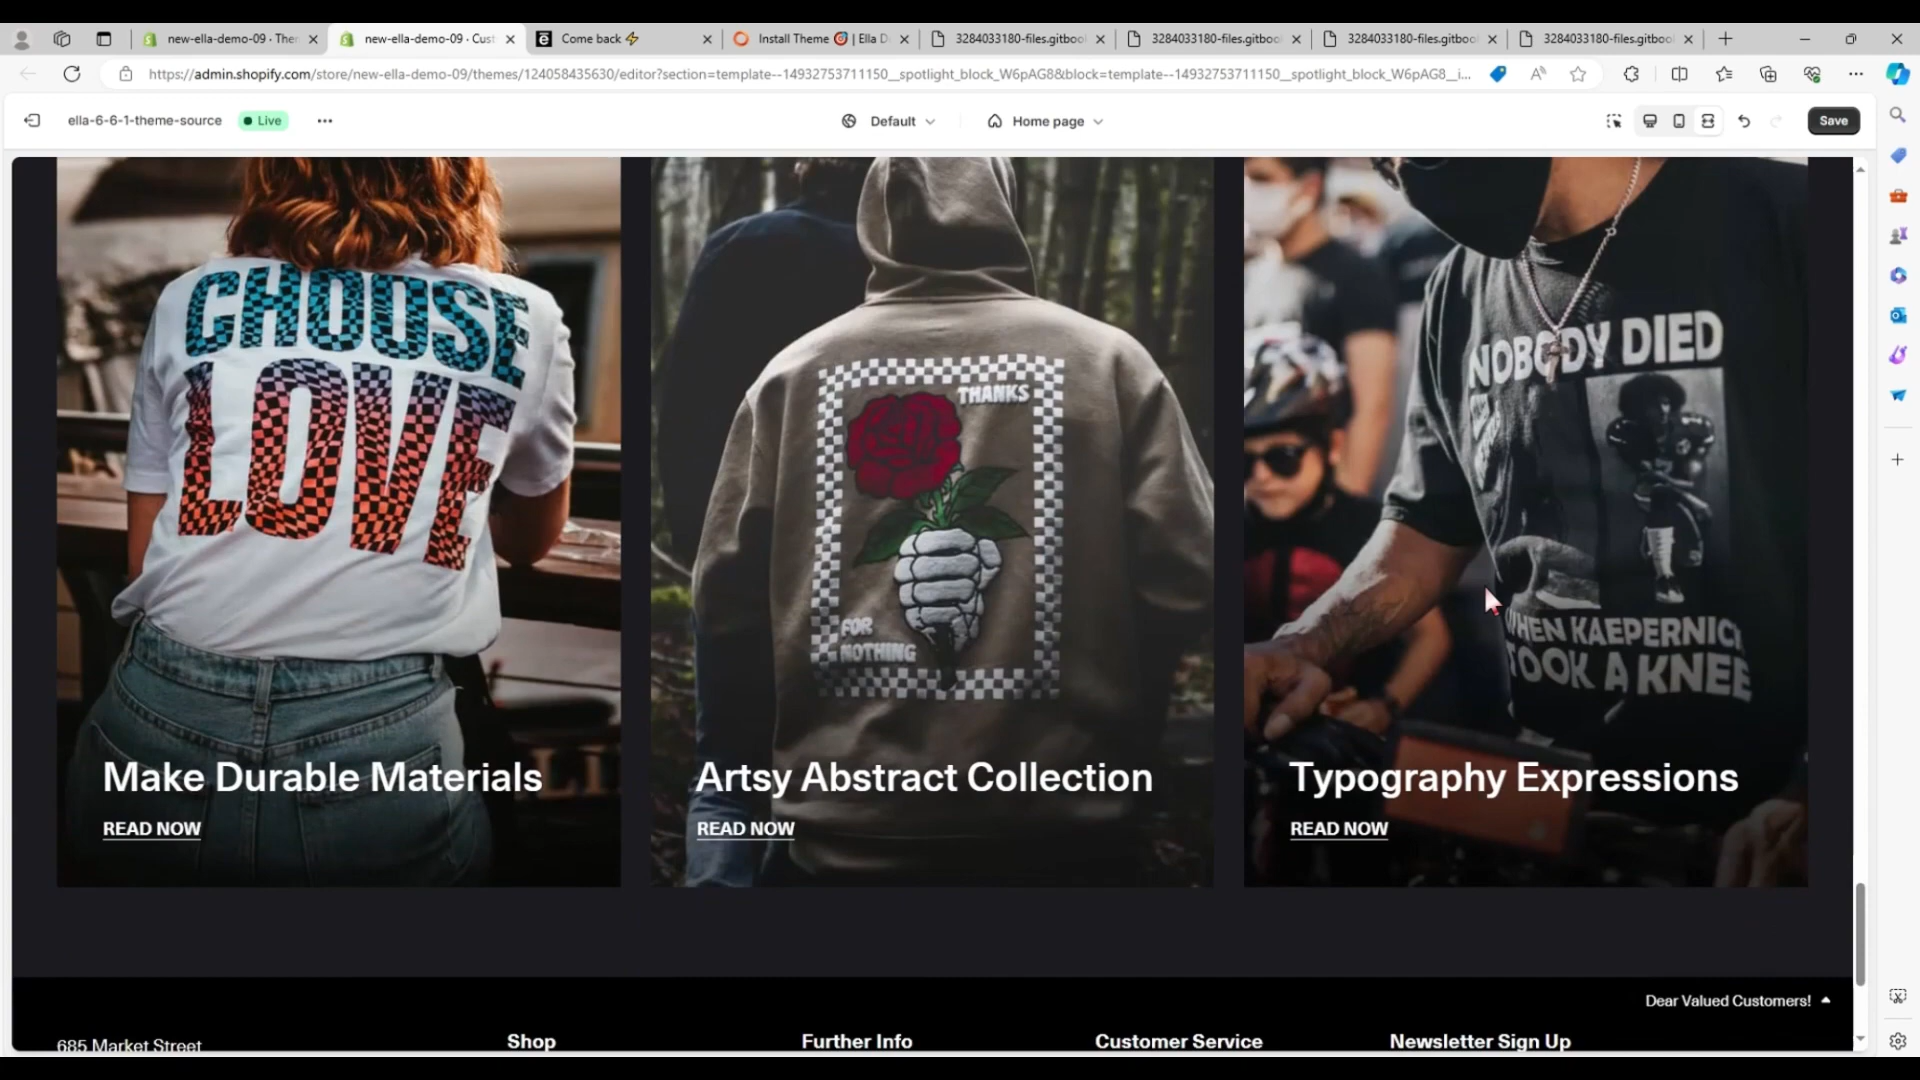 new-ella-demo-09 · The
new-ella-demo-09 · Cust
Come back
Install Theme | Ella D
3284033180-files.gitboo
3284033180-files.gitboo
3284033180-files.gitboo
3284033180-files.gitboo
https://admin.shopify.com/store/new-ella-demo-09/themes/124058435630/editor?section=template--14932753711150__spotlight_block_W6pAG8&block=template--14932753711150__spotlight_block_W6pAG8__i...
ella-6-6-1-theme-source
Live
Default
Home page
Save
CHOOSE
LOVE
THANKS
FOR
NOTHING
NOBODY DIED
WHEN KAEPERNICK
TOOK A KNEE
Make Durable Materials
READ NOW
Artsy Abstract Collection
READ NOW
Typography Expressions
READ NOW
Dear Valued Customers!
685 Market Street
Shop
Further Info
Customer Service
Newsletter Sign Up